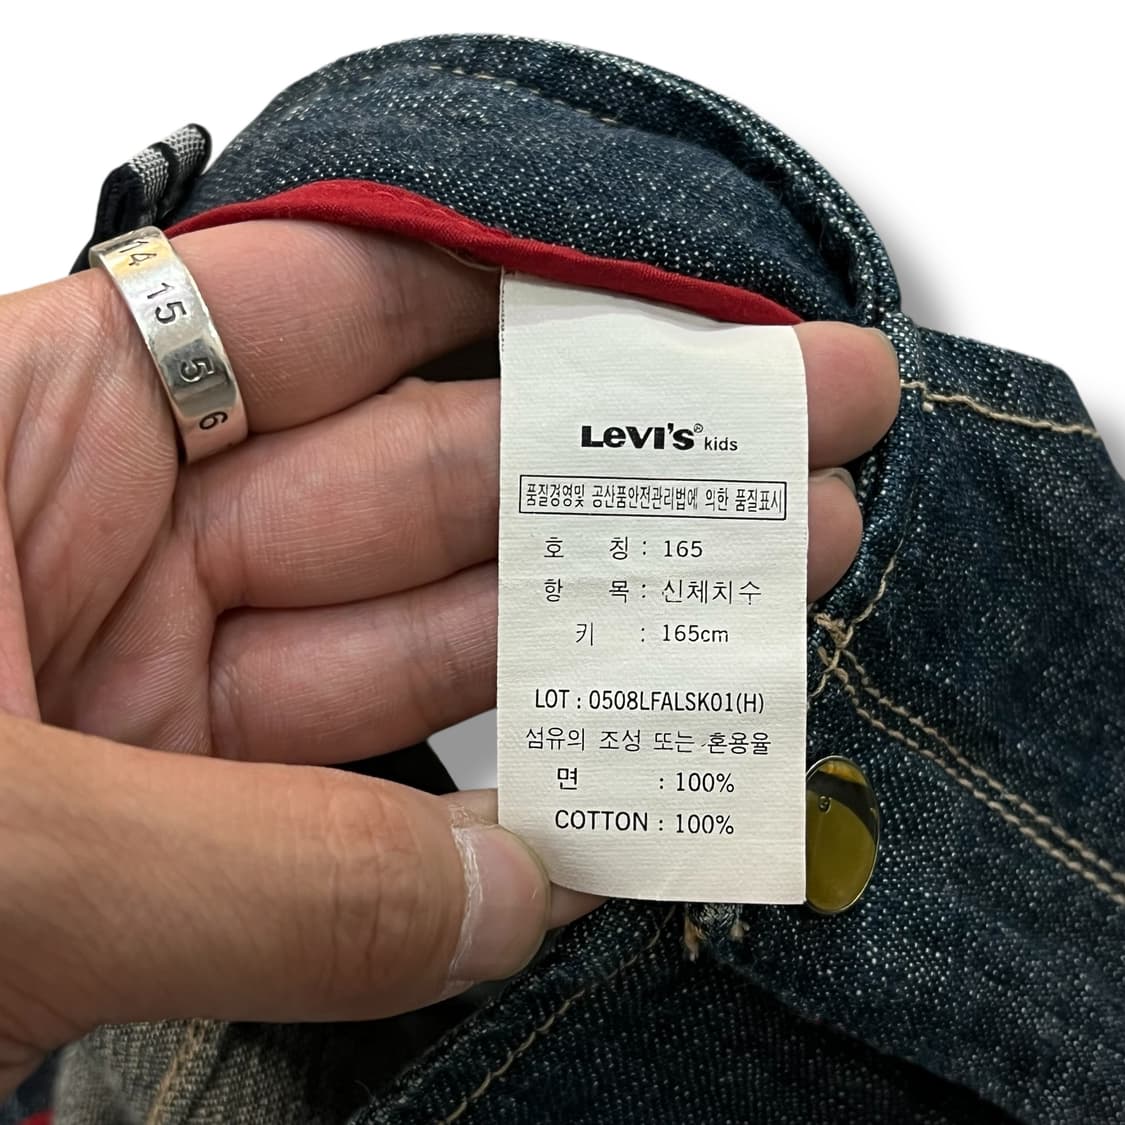 14 15 5 6
LEVI'S® kids
품질경영및 공산품안전관리법에 의한 품질표시
호 칭 : 165
항 목 : 신체치수
키 : 165cm
LOT : 0508LFALSK01(H)
섬유의 조성 또는 혼용율
면 : 100%
COTTON : 100%